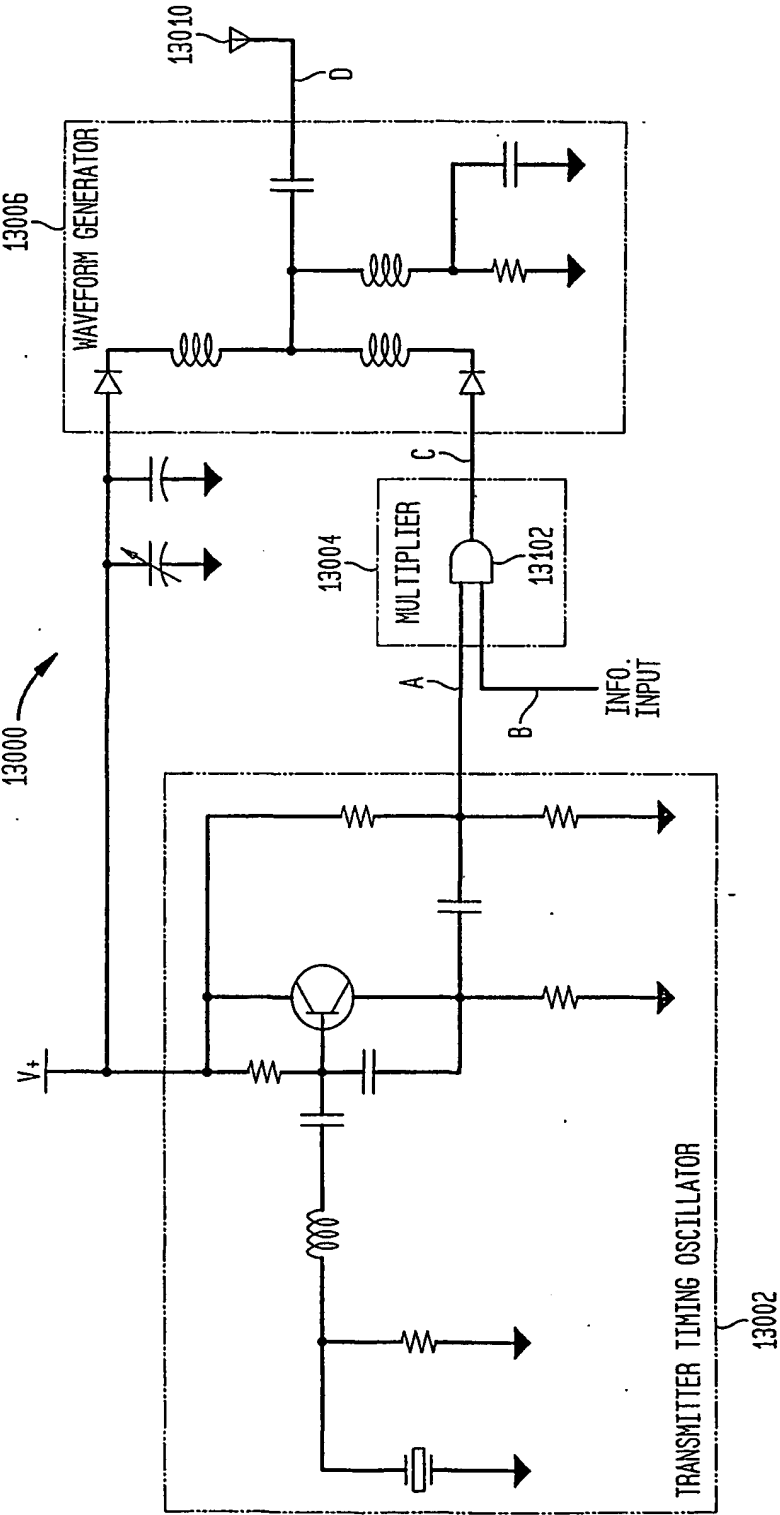 13000
V+
TRANSMITTER TIMING OSCILLATOR
13002
A
B
INFO.
INPUT
13004
MULTIPLIER
13102
C
13006
WAVEFORM GENERATOR
D
13010